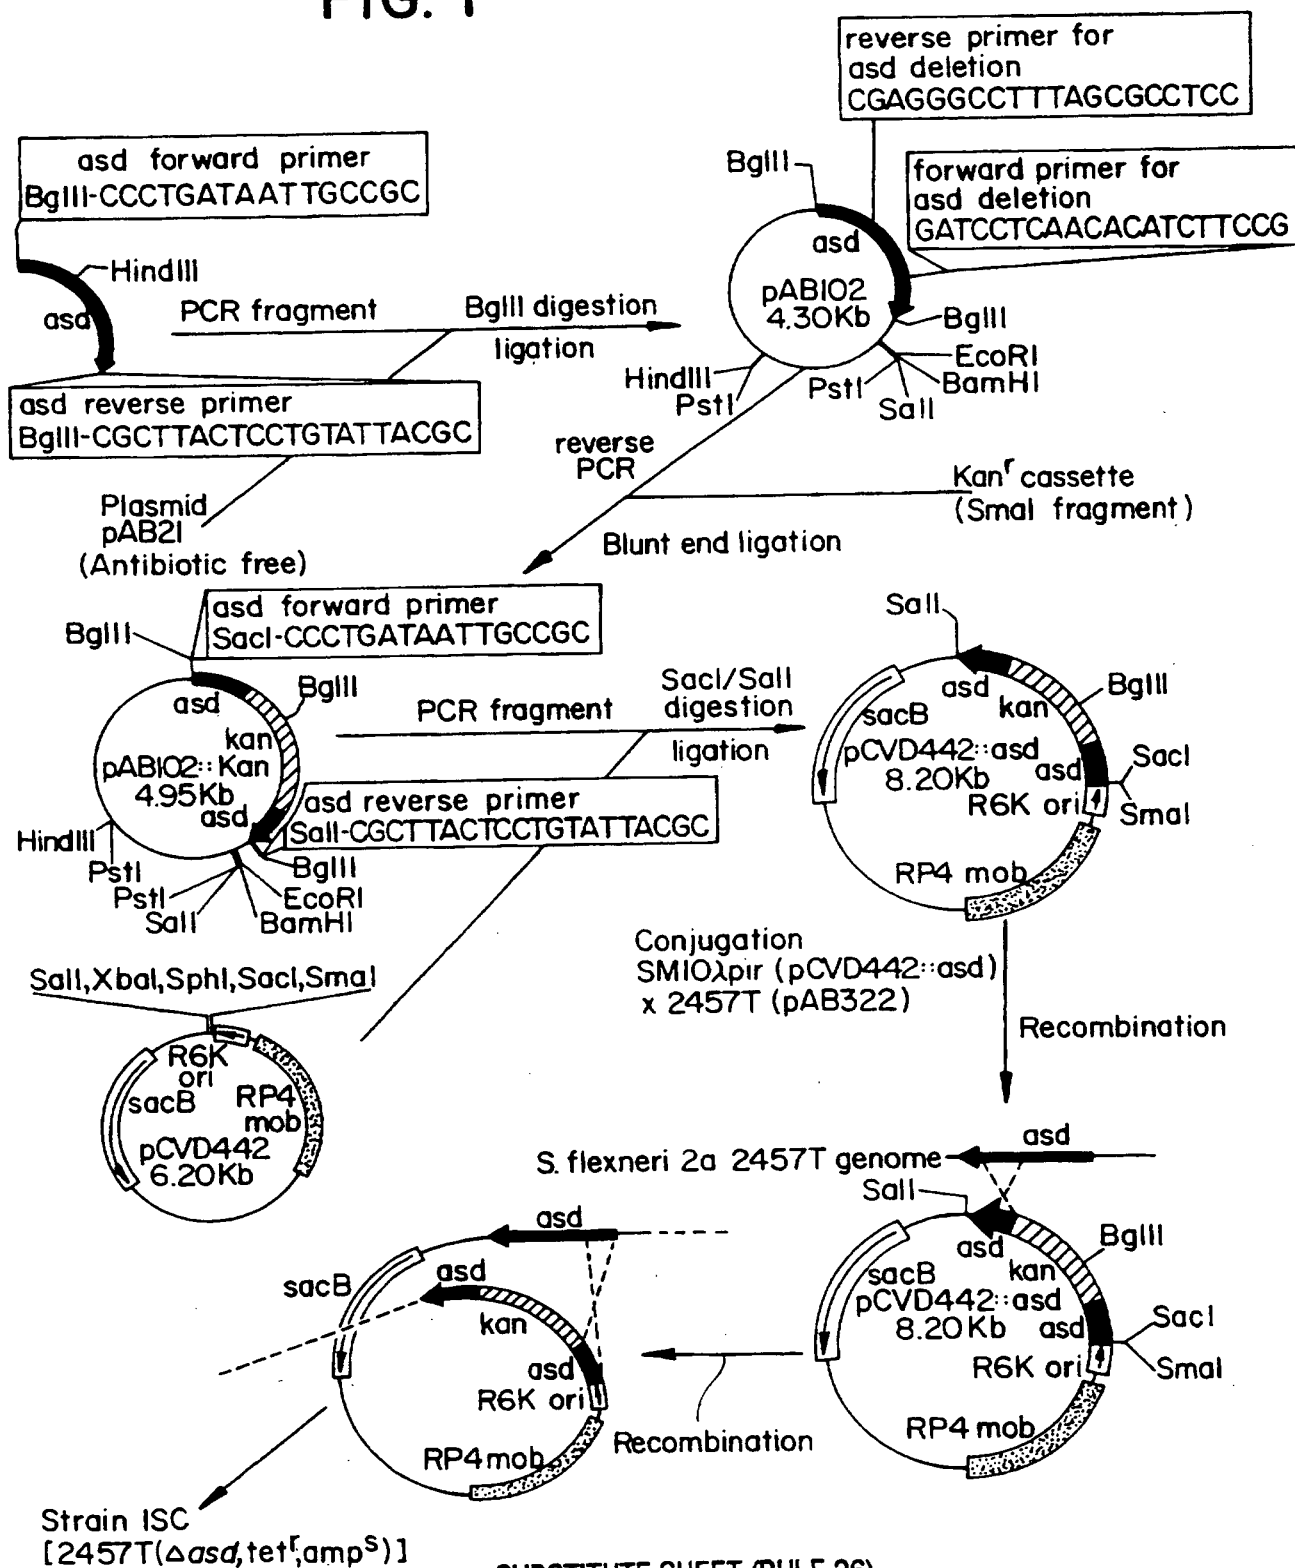 FIG. 1
reverse primer for
asd deletion
CGAGGGCCTTTAGCGCCTCC
asd forward primer
BglII-CCCTGATAATTGCCGC
BglII
forward primer for
asd deletion
GATCCTCAACACATCTTCCG
HindIII
asd
PCR fragment
BglII digestion
ligation
asd
pAB102
4.30Kb
BglII
EcoRI
BamHI
SalI
PstI
HindIII
PstI
asd reverse primer
BglII-CGCTTACTCCTGTATTACGC
reverse
PCR
Kanʳ cassette
(SmaI fragment)
Plasmid
pAB21
(Antibiotic free)
Blunt end ligation
asd forward primer
SacI-CCCTGATAATTGCCGC
BglII
BglII
asd
kan
pAB102::Kan
4.95Kb
asd
PCR fragment
SacI/SalI
digestion
ligation
asd reverse primer
SalI-CGCTTACTCCTGTATTACGC
HindIII
PstI
PstI
SalI
BglII
EcoRI
BamHI
SalI
asd
BglII
sacB
kan
pCVD442::asd
8.20Kb
asd
SacI
R6K ori
SmaI
RP4 mob
SalI,XbaI,SphI,SacI,SmaI
R6K
ori
sacB
RP4
mob
pCVD442
6.20Kb
Conjugation
SM10λpir (pCVD442::asd)
x 2457T (pAB322)
Recombination
asd
S. flexneri 2a 2457T genome
SalI
asd
BglII
sacB
kan
pCVD442::asd
8.20Kb
asd
SacI
R6K ori
SmaI
RP4 mob
asd
sacB
asd
kan
asd
R6K ori
RP4 mob
Recombination
Strain ISC
[2457T(Δasd,tetʳ,ampˢ)]
SUBSTITUTE SHEET (RULE 26)